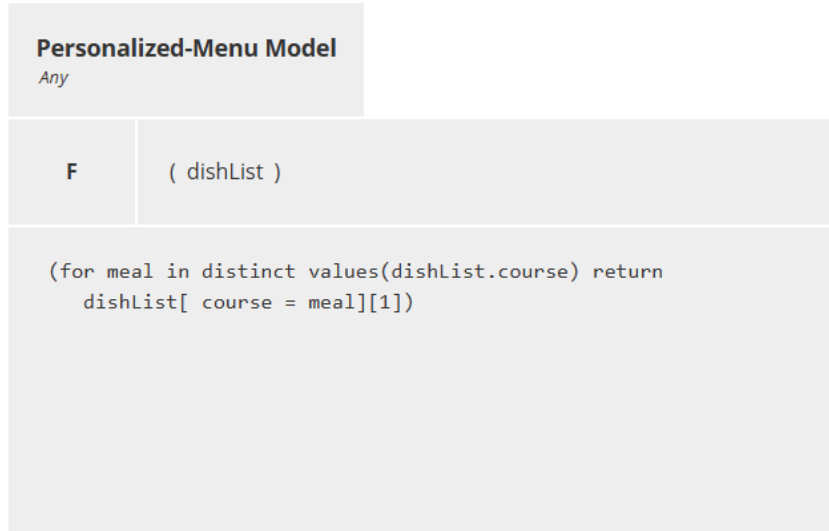 Personalized-Menu Model
Any
F
( dishList )
(for meal in distinct values(dishList.course) return
dishList[ course = meal][1])